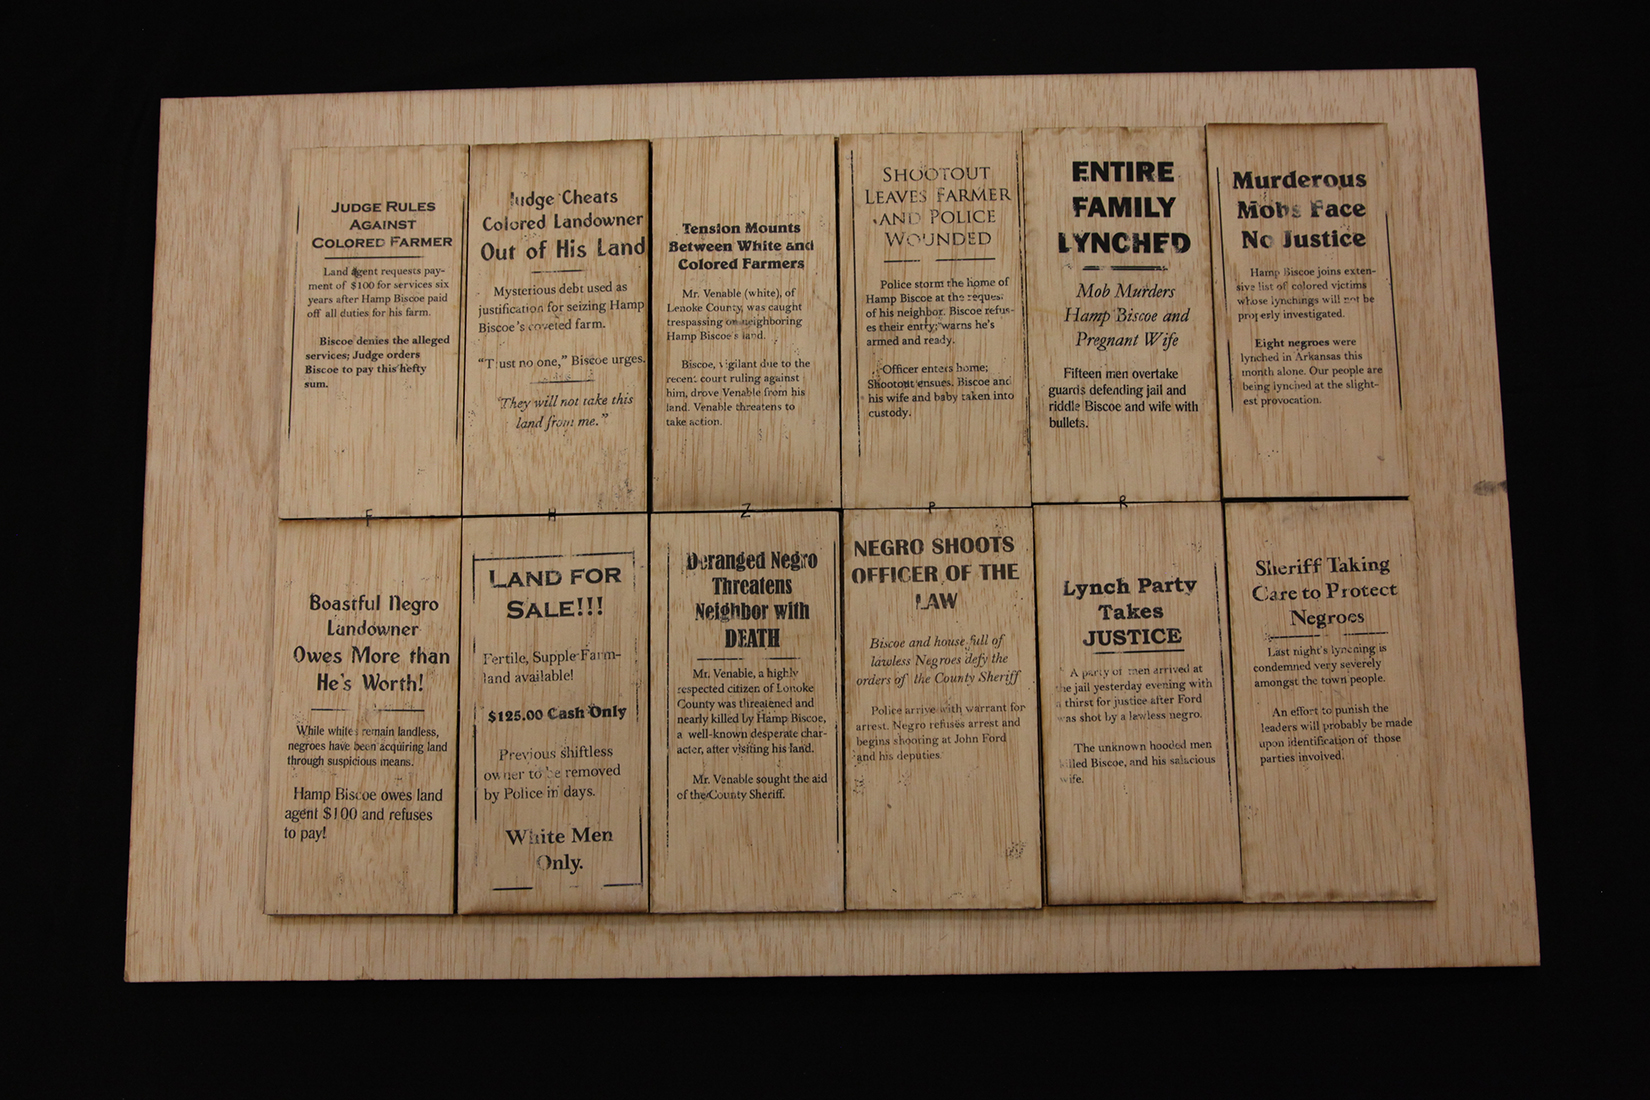 JUDGE RULES
AGAINST
COLORED FARMER
Land agent requests pay-
ment of $100 for services six
years after Hamp Biscoe paid
off all duties for his farm.
Biscoe denies the alleged
services; Judge orders
Biscoe to pay this hefty
sum.
Judge Cheats
Colored Landowner
Out of His Land
Mysterious debt used as
justification for seizing Hamp
Biscoe's coveted farm.
"Trust no one," Biscoe urges.
"They will not take this
land from me."
Tension Mounts
Between White and
Colored Farmers
Mr. Venable (white), of
Lenoke County, was caught
trespassing on neighboring
Hamp Biscoe's land.
Biscoe, vigilant due to the
recent court ruling against
him, drove Venable from his
land. Venable threatens to
take action.
SHOOTOUT
LEAVES FARMER
AND POLICE
WOUNDED
Police storm the home of
Hamp Biscoe at the request
of his neighbor. Biscoe refus-
es their entry; warns he's
armed and ready.
Officer enters home;
Shootout ensues. Biscoe and
his wife and baby taken into
custody.
ENTIRE
FAMILY
LYNCHED
Mob Murders
Hamp Biscoe and
Pregnant Wife
Fifteen men overtake
guards defending jail and
riddle Biscoe and wife with
bullets.
Murderous
Mobs Face
No Justice
Hamp Biscoe joins exten-
sive list of colored victims
whose lynchings will not be
properly investigated.
Eight negroes were
lynched in Arkansas this
month alone. Our people are
being lynched at the slight-
est provocation.
F
H
Z
P
R
Boastful Negro
Landowner
Owes More than
He's Worth!
While whites remain landless,
negroes have been acquiring land
through suspicious means.
Hamp Biscoe owes land
agent $100 and refuses
to pay!
LAND FOR
SALE!!!
Fertile, Supple Farm-
land available!
$125.00 Cash Only
Previous shiftless
owner to be removed
by Police in days.
White Men
Only.
Deranged Negro
Threatens
Neighbor with
DEATH
Mr. Venable, a highly
respected citizen of Lonoke
County was threatened and
nearly killed by Hamp Biscoe,
a well-known desperate char-
acter, after visiting his land.
Mr. Venable sought the aid
of the County Sheriff.
NEGRO SHOOTS
OFFICER OF THE
LAW
Biscoe and house full of
lawless Negroes defy the
orders of the County Sheriff
Police arrive with warrant for
arrest. Negro refuses arrest and
begins shooting at John Ford
and his deputies.
Lynch Party
Takes
JUSTICE
A party of men arrived at
the jail yesterday evening with
a thirst for justice after Ford
was shot by a lawless negro.
The unknown hooded men
killed Biscoe, and his salacious
wife.
Sheriff Taking
Care to Protect
Negroes
Last night's lynching is
condemned very severely
amongst the town people.
An effort to punish the
leaders will probably be made
upon identification of those
parties involved.